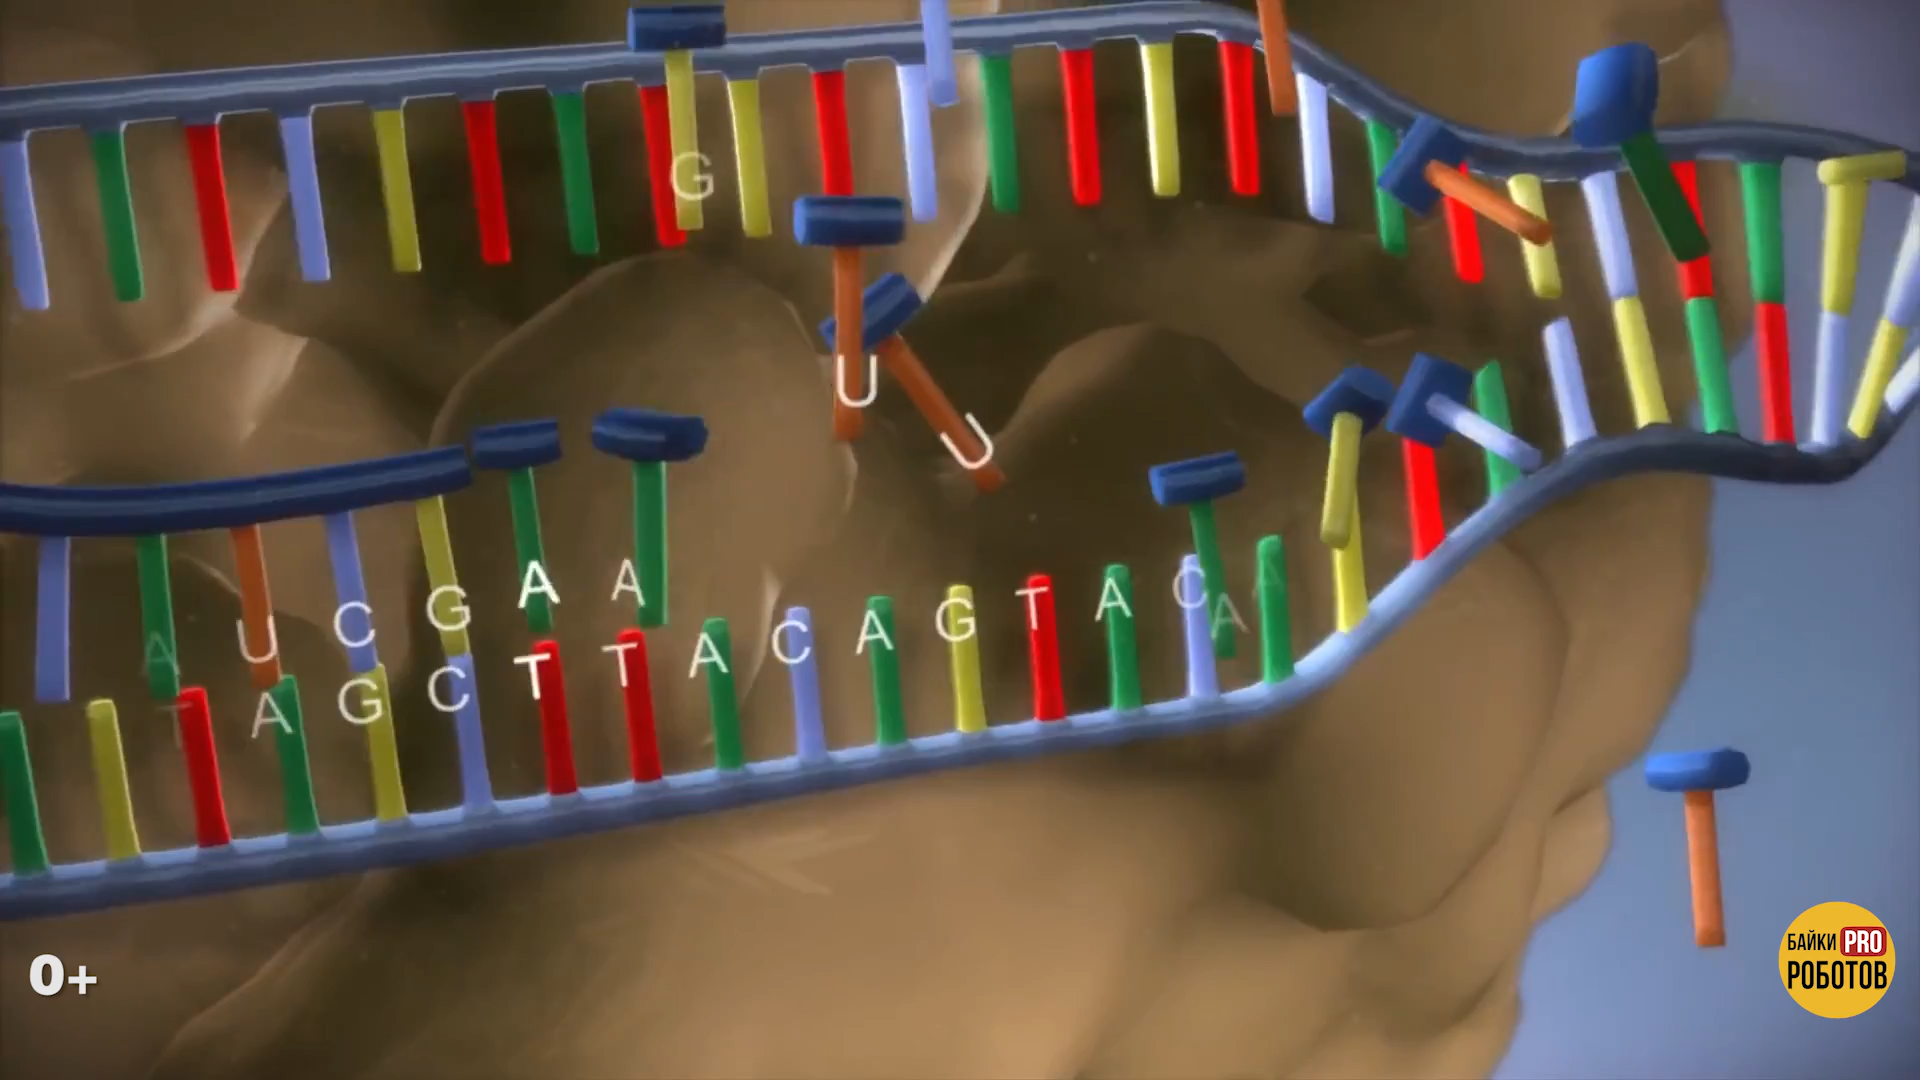 G
U
U
A U C G A A
T A G C T T A C A G T A C A
A
0+
БАЙКИ PRO
РОБОТОВ